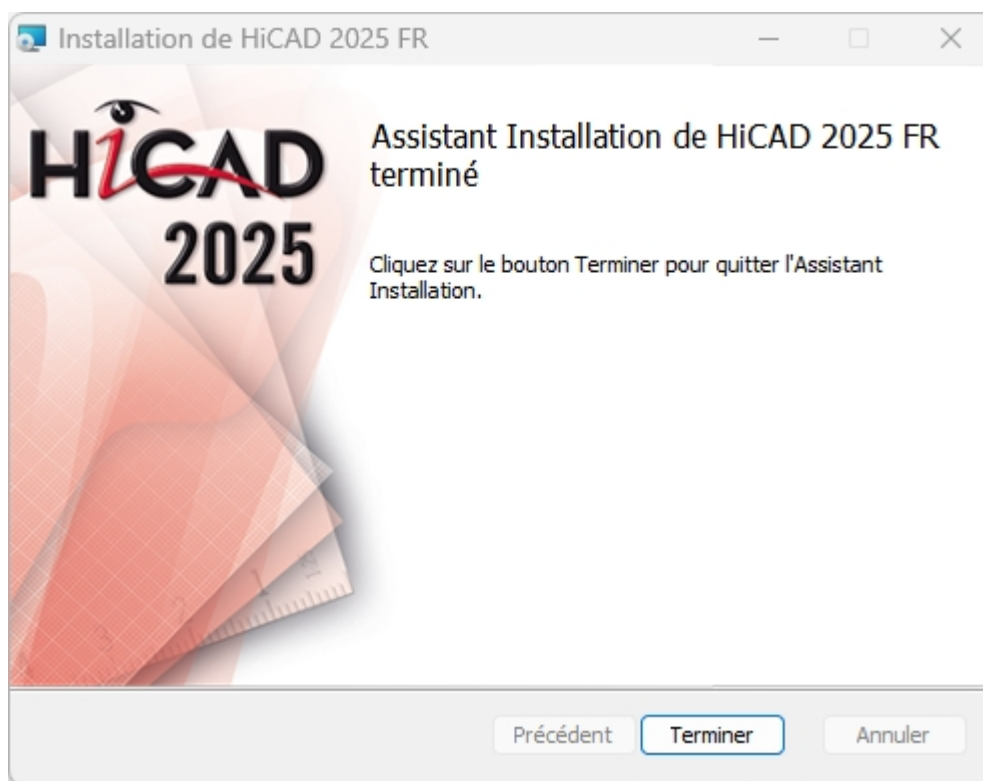 Installation de HiCAD 2025 FR
HiCAD
2025
Assistant Installation de HiCAD 2025 FR
terminé
Cliquez sur le bouton Terminer pour quitter l'Assistant
Installation.
Précédent
Terminer
Annuler